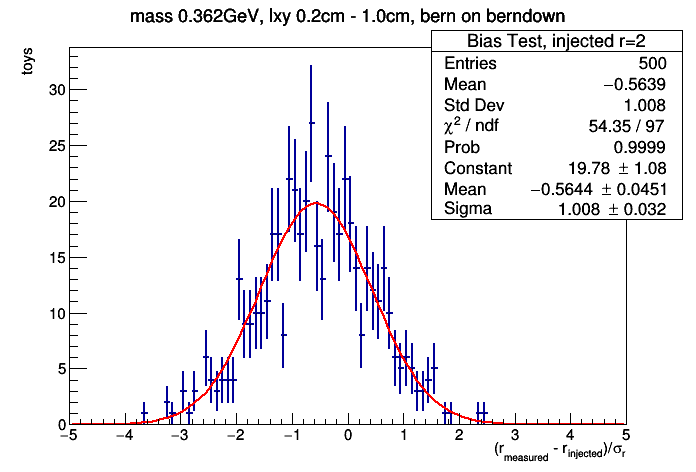 mass 0.362GeV, lxy 0.2cm - 1.0cm, bern on berndown
Bias Test, injected r=2
Entries 500
Mean −0.5639
Std Dev 1.008
χ² / ndf 54.35 / 97
Prob 0.9999
Constant 19.78 ± 1.08
Mean −0.5644 ± 0.0451
Sigma 1.008 ± 0.032
toys
30
25
20
15
10
5
0
−5 −4 −3 −2 −1 0 1 2 3 4 5
(r_measured - r_injected)/σ_r